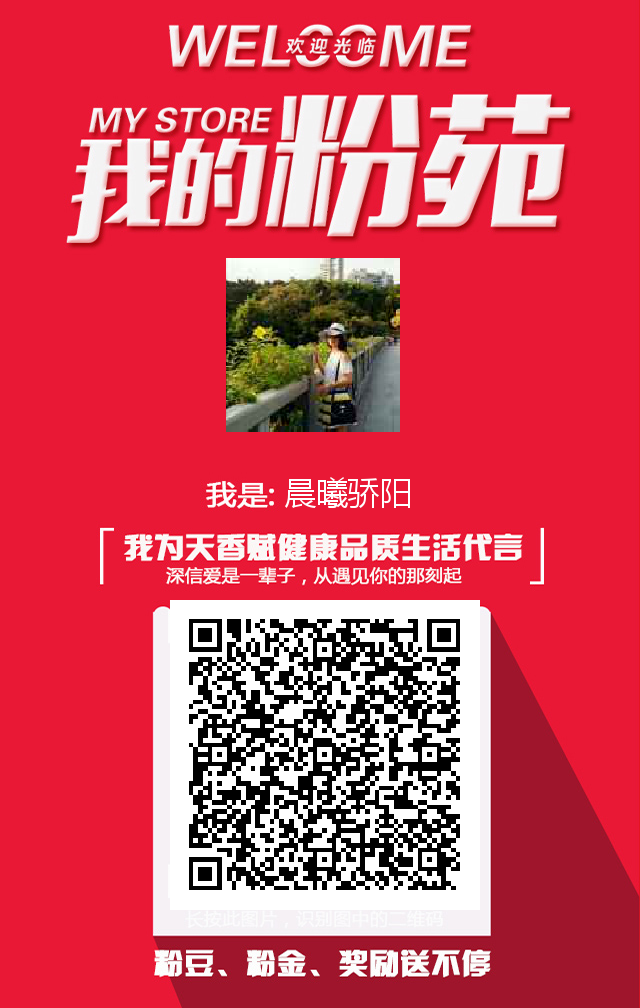 WELCOME
欢迎光临
MY STORE
我的粉苑
我是: 晨曦骄阳
我为天香赋健康品质生活代言
深信爱是一辈子，从遇见你的那刻起
长按此图片，识别图中的二维码
粉豆、粉金、奖励送不停